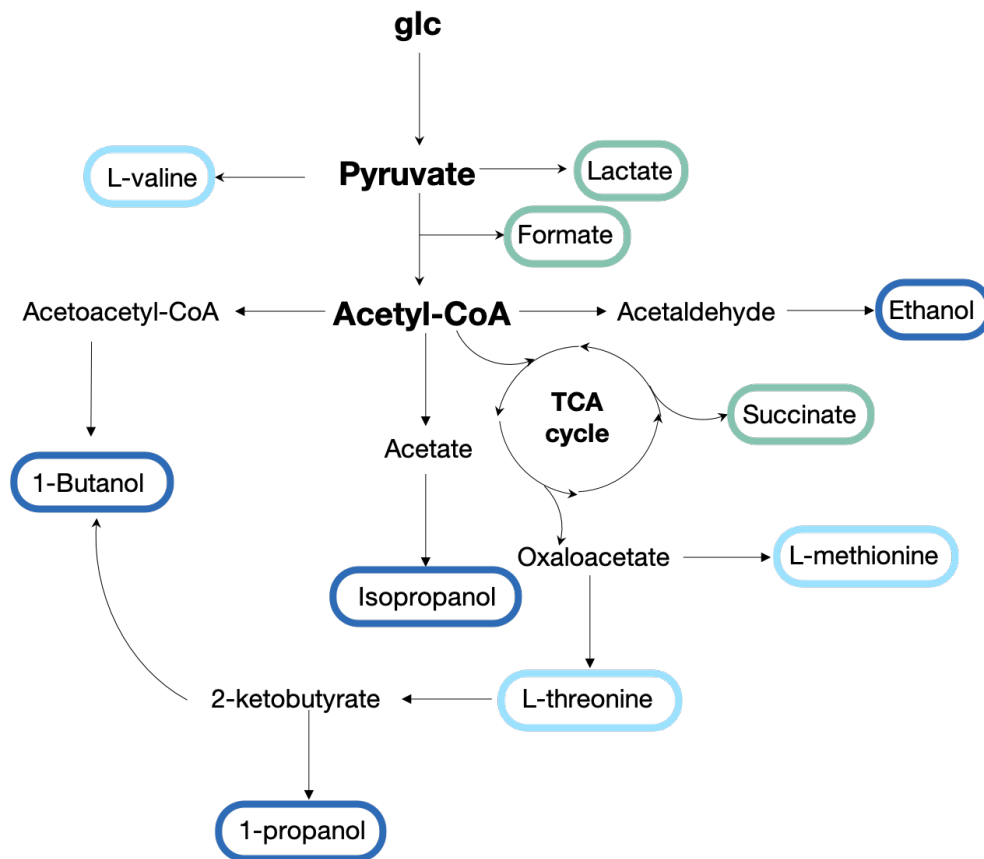 glc
Pyruvate
Lactate
L-valine
Formate
Acetoacetyl-CoA
Acetyl-CoA
Acetaldehyde
Ethanol
TCA
cycle
Succinate
Acetate
1-Butanol
Oxaloacetate
L-methionine
Isopropanol
2-ketobutyrate
L-threonine
1-propanol